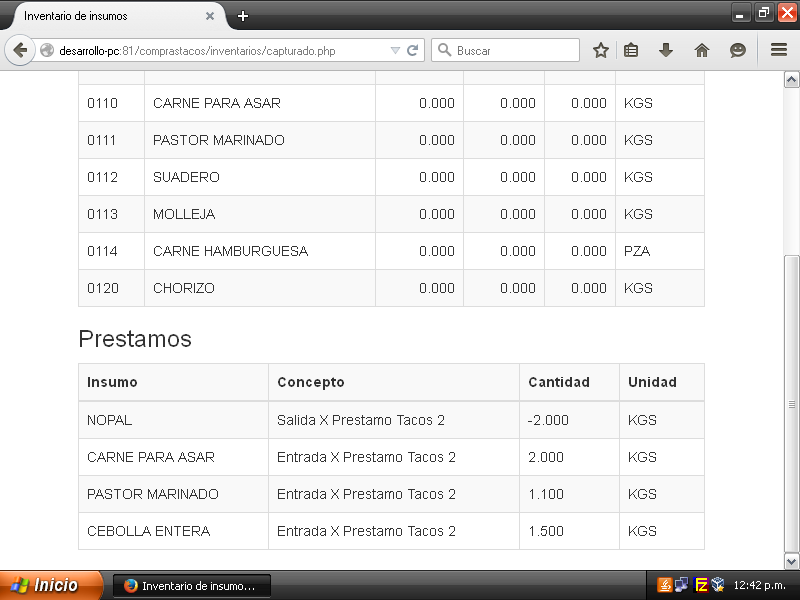 Inventario de insumos
desarrollo-pc:81/comprastacos/inventarios/capturado.php
Buscar
0110 CARNE PARA ASAR 0.000 0.000 0.000 KGS
0111 PASTOR MARINADO 0.000 0.000 0.000 KGS
0112 SUADERO 0.000 0.000 0.000 KGS
0113 MOLLEJA 0.000 0.000 0.000 KGS
0114 CARNE HAMBURGUESA 0.000 0.000 0.000 PZA
0120 CHORIZO 0.000 0.000 0.000 KGS
Prestamos
Insumo Concepto Cantidad Unidad
NOPAL Salida X Prestamo Tacos 2 -2.000 KGS
CARNE PARA ASAR Entrada X Prestamo Tacos 2 2.000 KGS
PASTOR MARINADO Entrada X Prestamo Tacos 2 1.100 KGS
CEBOLLA ENTERA Entrada X Prestamo Tacos 2 1.500 KGS
Inicio Inventario de insumo... 12:42 p.m.